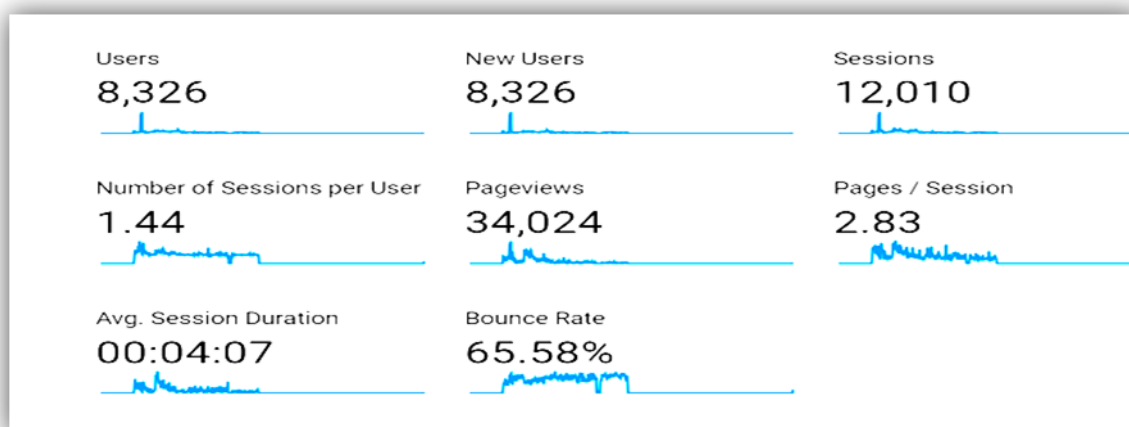 Users
8,326
New Users
8,326
Sessions
12,010
Number of Sessions per User
1.44
Pageviews
34,024
Pages / Session
2.83
Avg. Session Duration
00:04:07
Bounce Rate
65.58%